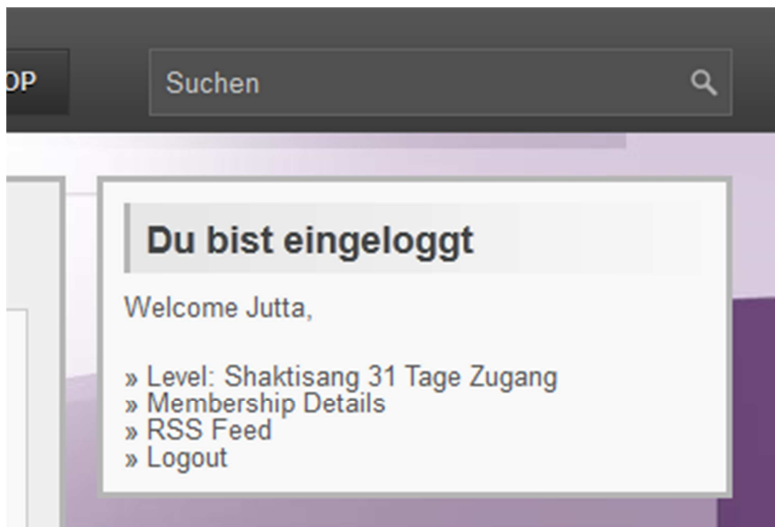 OP
Suchen
Du bist eingeloggt
Welcome Jutta,
» Level: Shaktisang 31 Tage Zugang
» Membership Details
» RSS Feed
» Logout